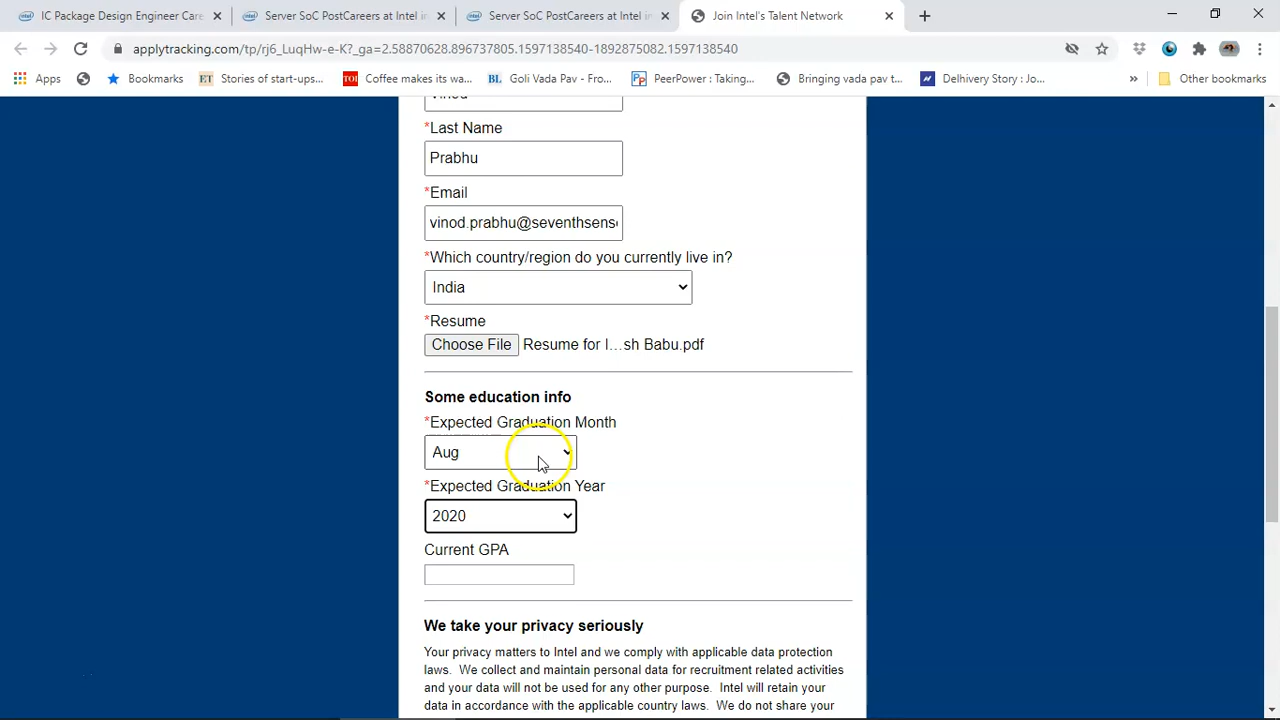 IC Package Design Engineer Care
Server SoC PostCareers at Intel in
Server SoC PostCareers at Intel in
Join Intel's Talent Network
applytracking.com/tp/rj6_LuqHw-e-K?_ga=2.58870628.896737805.1597138540-1892875082.1597138540
Apps
Bookmarks
ET Stories of start-ups...
TOI Coffee makes its wa...
BL Goli Vada Pav - Fro...
PP PeerPower : Taking...
Bringing vada pav t...
Delhivery Story : Jo...
» Other bookmarks
Vinod
*Last Name
Prabhu
*Email
vinod.prabhu@seventhsens
*Which country/region do you currently live in?
India
*Resume
Choose File Resume for I...sh Babu.pdf
Some education info
*Expected Graduation Month
Aug
*Expected Graduation Year
2020
Current GPA
We take your privacy seriously
Your privacy matters to Intel and we comply with applicable data protection
laws. We collect and maintain personal data for recruitment related activities
and your data will not be used for any other purpose. Intel will retain your
data in accordance with the applicable country laws. We do not share your